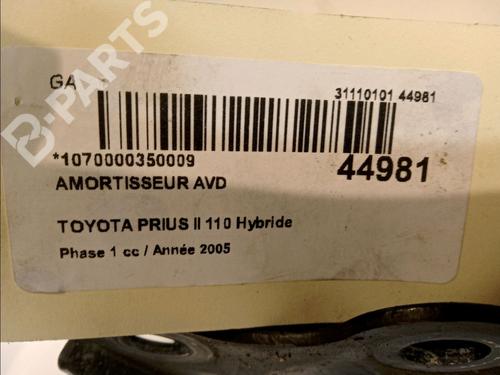 GA
31110101 44981
B-PARTS
*1070000350009
44981
AMORTISSEUR AVD
TOYOTA PRIUS II 110 Hybride
Phase 1 cc / Année 2005